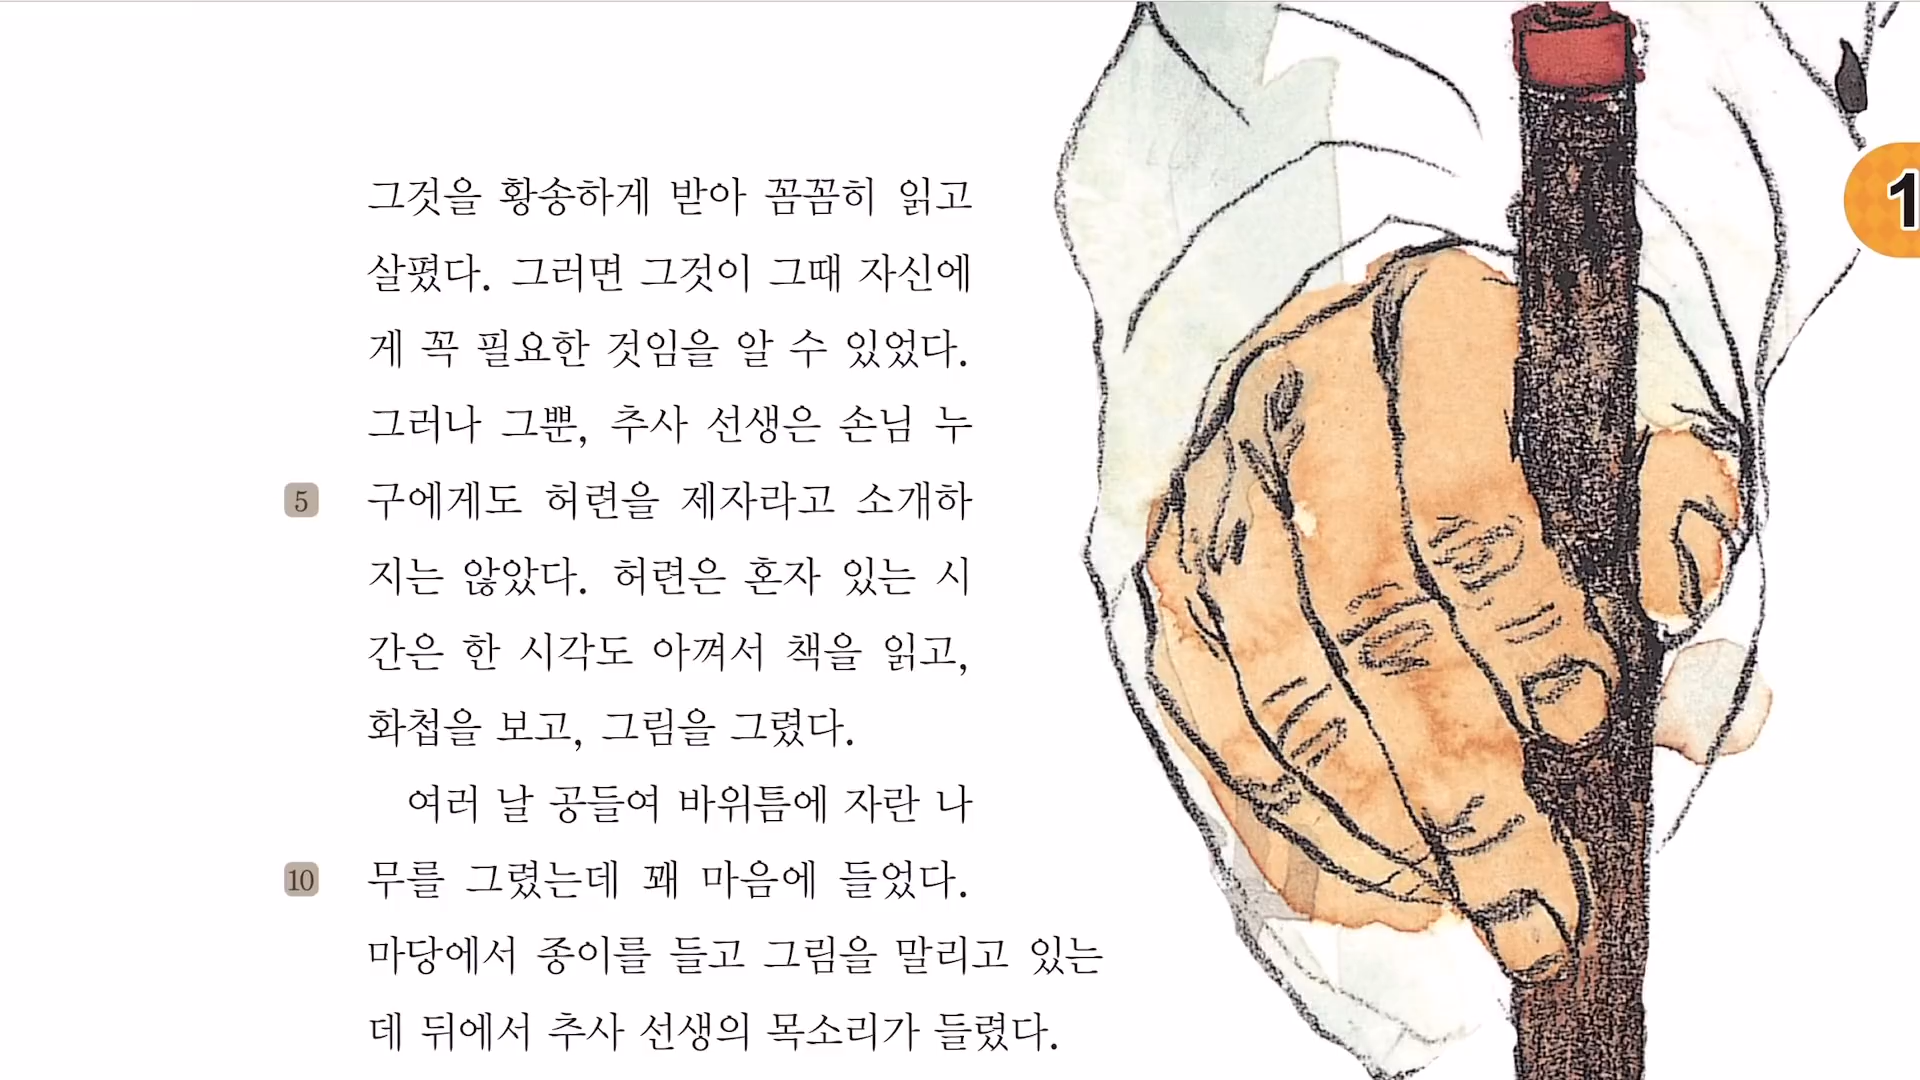 그것을 황송하게 받아 꼼꼼히 읽고
살폈다. 그러면 그것이 그때 자신에
게 꼭 필요한 것임을 알 수 있었다.
그러나 그뿐, 추사 선생은 손님 누
5 구에게도 허련을 제자라고 소개하
지는 않았다. 허련은 혼자 있는 시
간은 한 시각도 아껴서 책을 읽고,
화첩을 보고, 그림을 그렸다.
여러 날 공들여 바위틈에 자란 나
10 무를 그렸는데 꽤 마음에 들었다.
마당에서 종이를 들고 그림을 말리고 있는
데 뒤에서 추사 선생의 목소리가 들렸다.
1